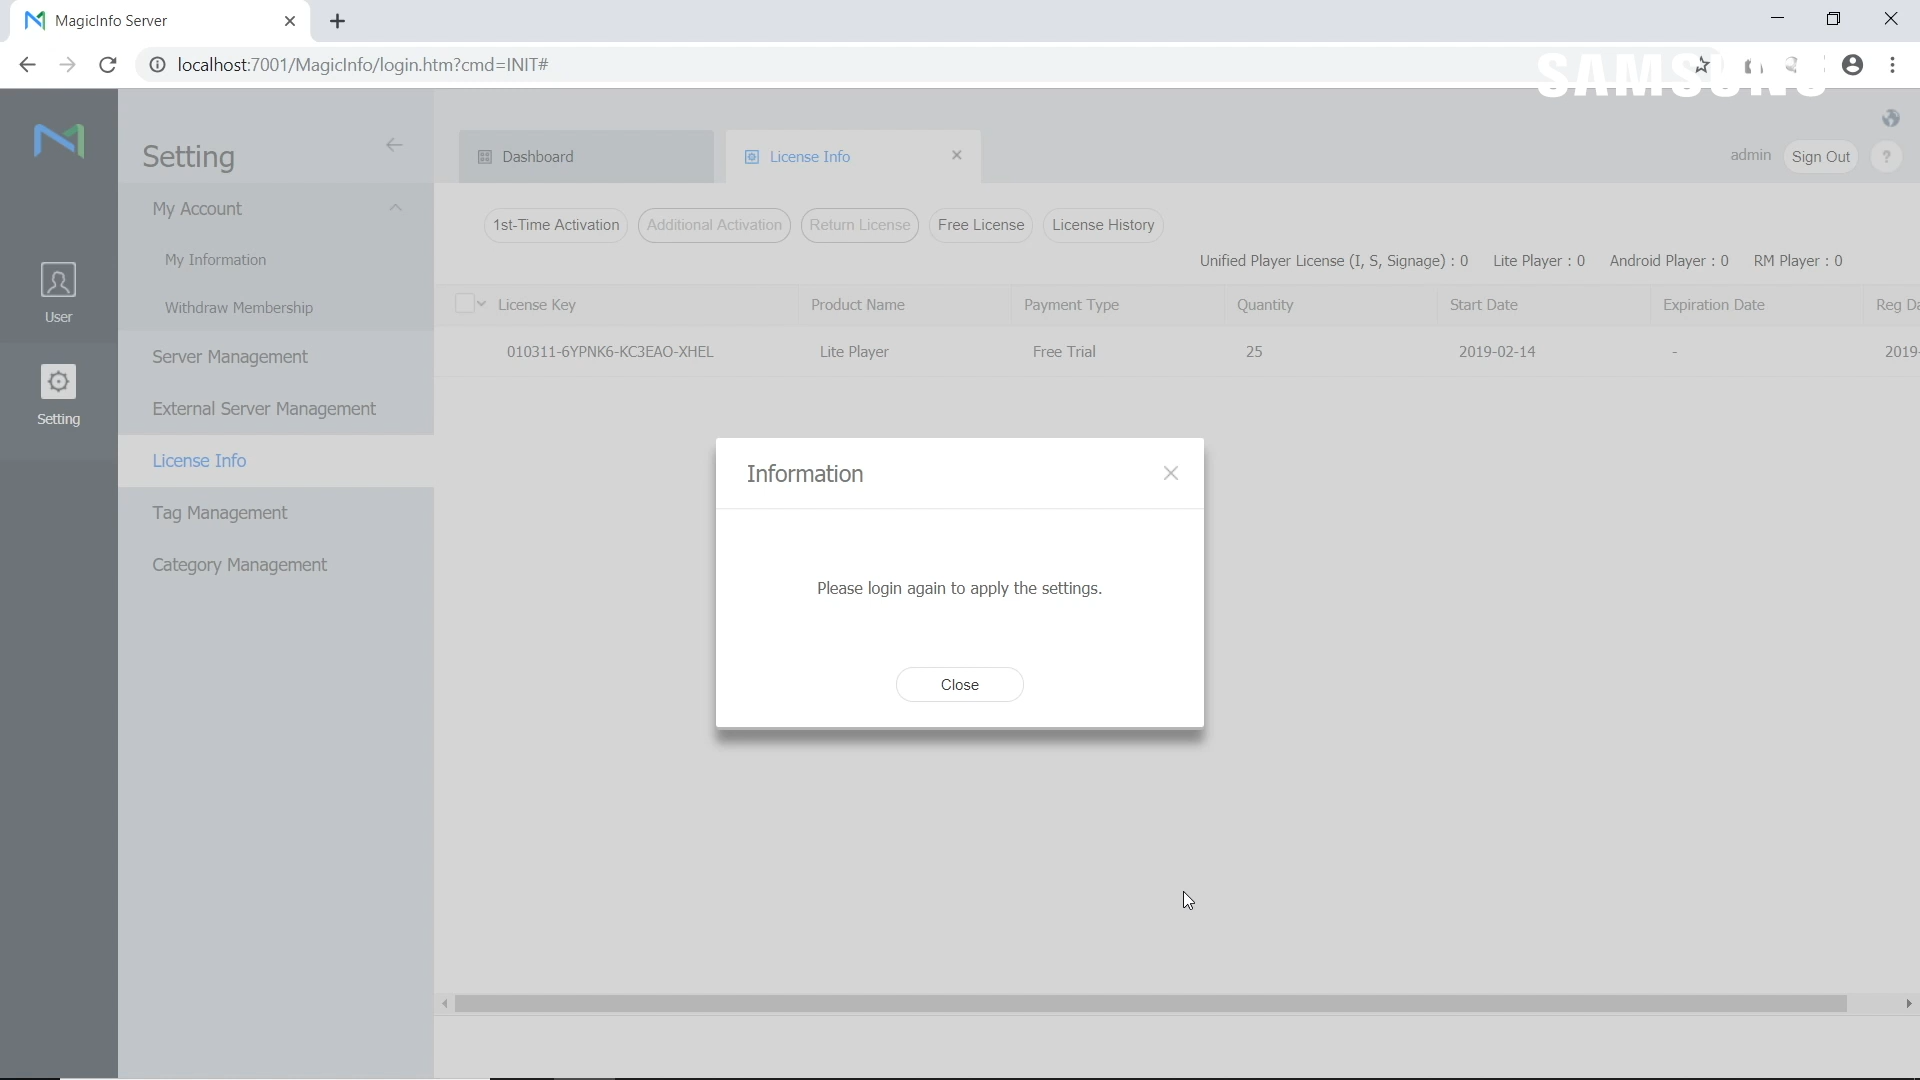 MagicInfo Server
localhost:7001/MagicInfo/login.htm?cmd=INIT#
SAMSUNG
Setting
Dashboard
License Info
admin
Sign Out
?
My Account
My Information
Withdraw Membership
Server Management
External Server Management
License Info
Tag Management
Category Management
User
Setting
1st-Time Activation
Additional Activation
Return License
Free License
License History
Unified Player License (I, S, Signage) : 0 Lite Player : 0 Android Player : 0 RM Player : 0
License Key Product Name Payment Type Quantity Start Date Expiration Date Reg Da
010311-6YPNK6-KC3EAO-XHEL Lite Player Free Trial 25 2019-02-14 - 2019-
Information
Please login again to apply the settings.
Close